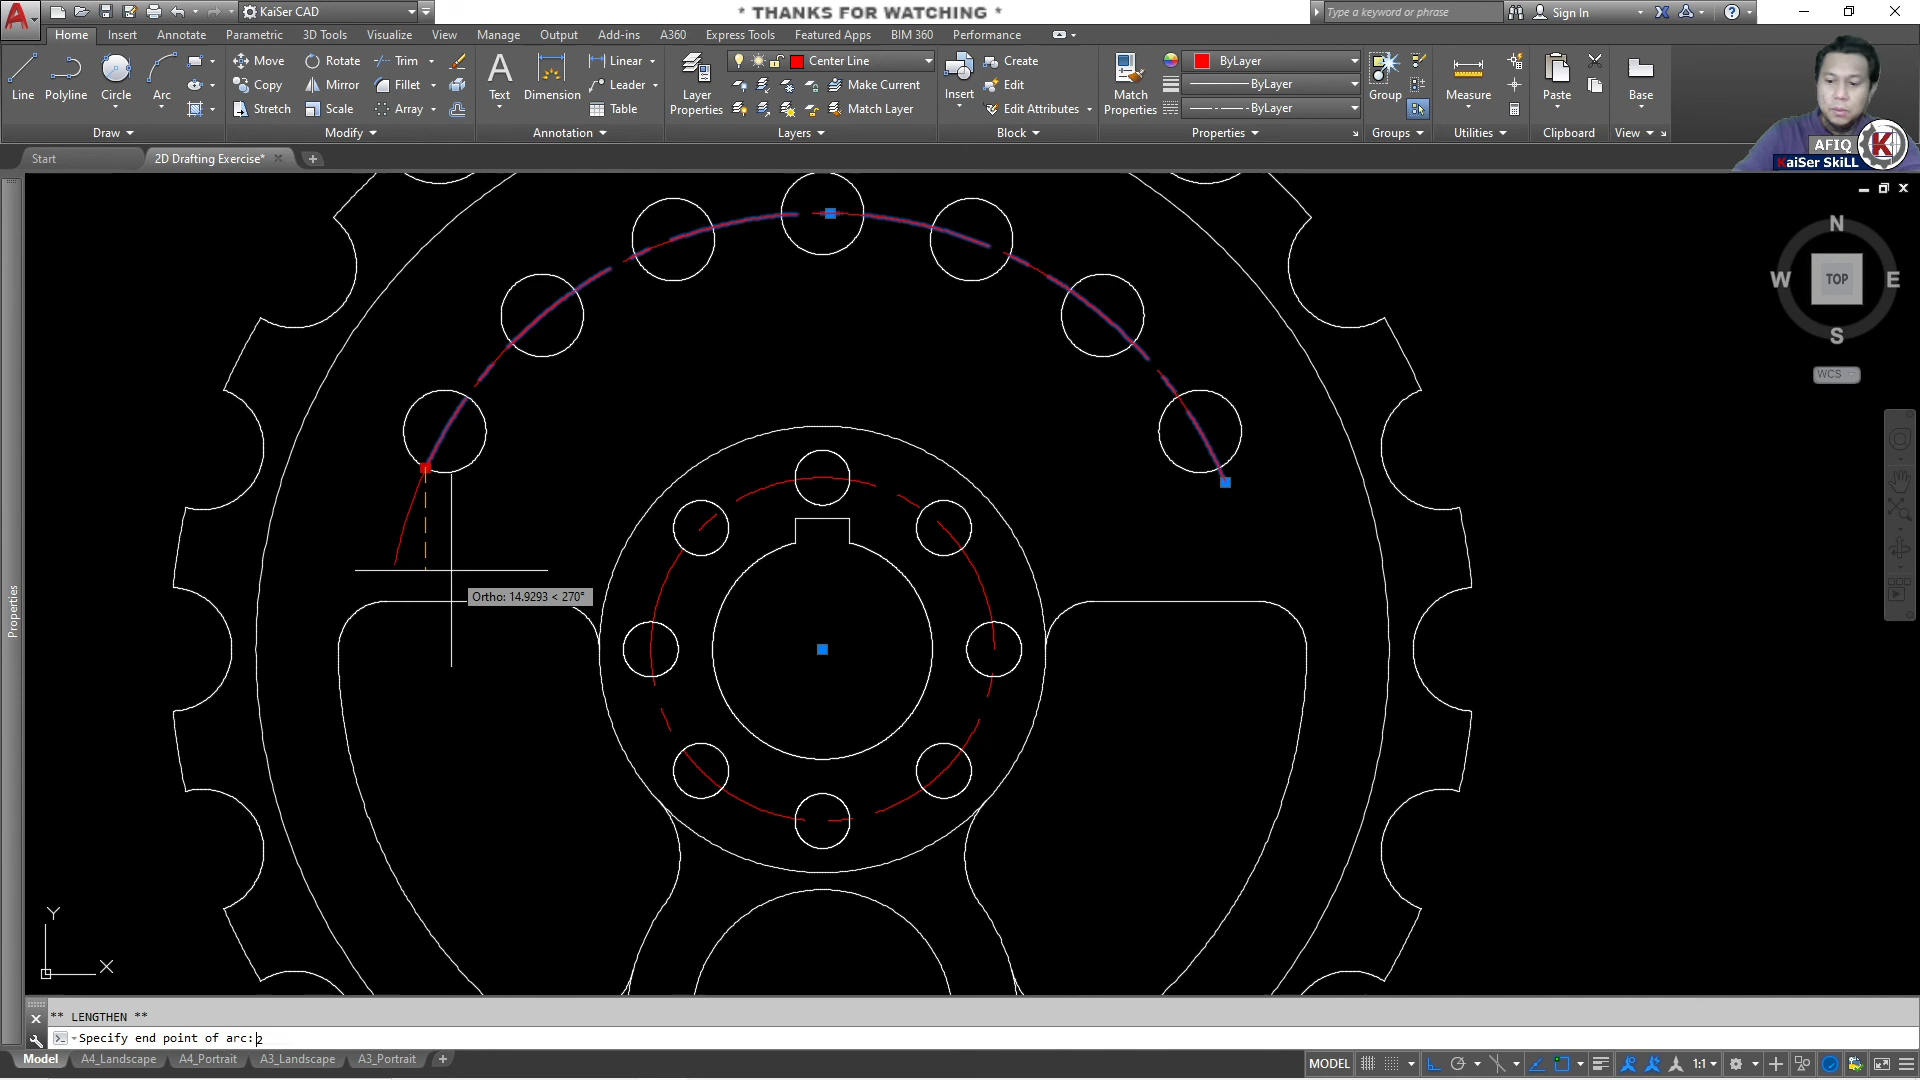 KaiSer CAD
* THANKS FOR WATCHING *
Type a keyword or phrase
Sign In
Home Insert Annotate Parametric 3D Tools Visualize View Manage Output Add-ins A360 Express Tools Featured Apps BIM 360 Performance
Line Polyline Circle Arc
Move Rotate Trim
Copy Mirror Fillet
Stretch Scale Array
Text Dimension
Linear
Leader
Table
Layer Properties
Center Line
Make Current
Match Layer
Insert
Create
Edit
Edit Attributes
Match Properties
ByLayer
ByLayer
ByLayer
Group
Measure
Paste
Base
Draw Modify Annotation Layers Block Properties Groups Utilities Clipboard View
AFIQ
KaiSer SkiLL
K
Start
2D Drafting Exercise*
N
W
TOP
E
S
WCS
Ortho: 14.9293 < 270°
Properties
Y
X
** LENGTHEN **
Specify end point of arc:2
Model A4_Landscape A4_Portrait A3_Landscape A3_Portrait
MODEL
1:1